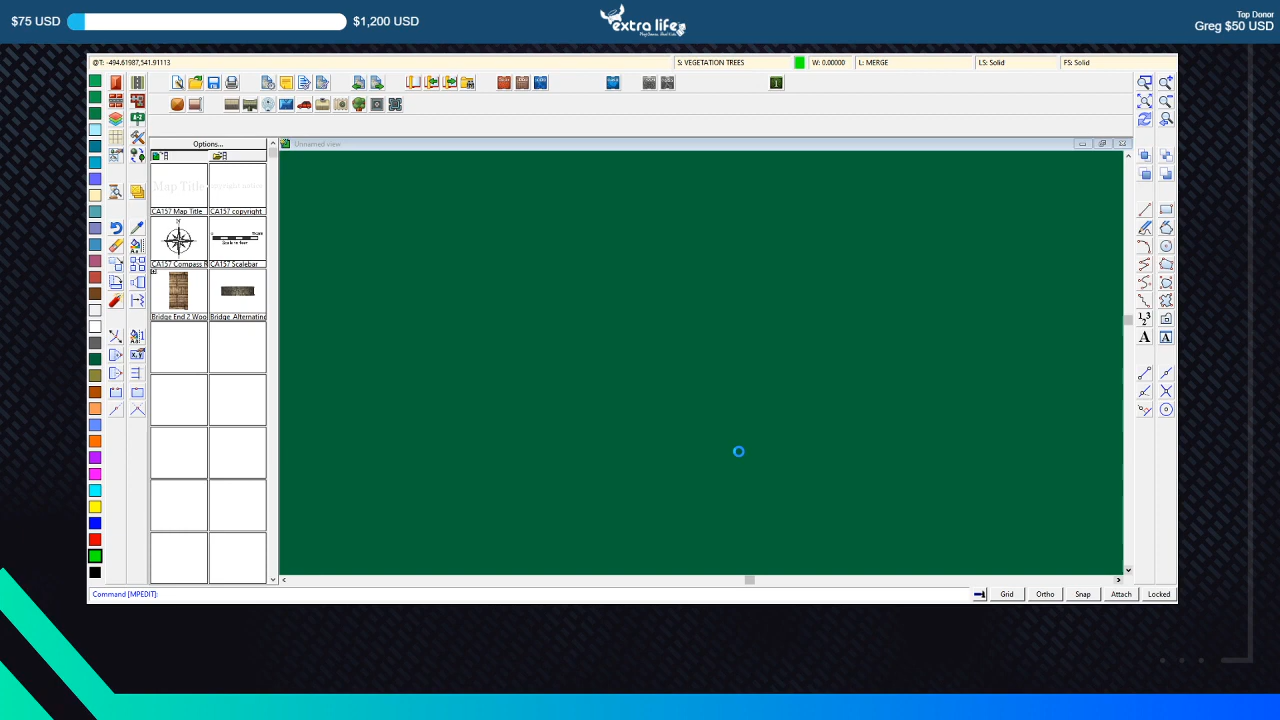 $75 USD
$1,200 USD
extra life
Top Donor
Greg $50 USD
@T: -494.61987,541.91113
S: VEGETATION TREES
W: 0.00000
L: MERGE
LS: Solid
FS: Solid
Options...
Unnamed view
Map Title
CA157 Map Title
CA157 copyright
CA157 Compass R
CA157 Scalebar
Bridge End 2 Woo
Bridge Alternating
Command [MPEDIT]:
Grid
Ortho
Snap
Attach
Locked